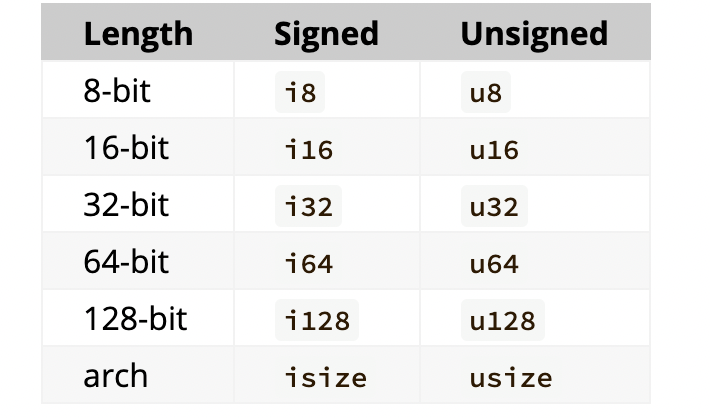 Length Signed Unsigned
8-bit i8 u8
16-bit i16 u16
32-bit i32 u32
64-bit i64 u64
128-bit i128 u128
arch isize usize